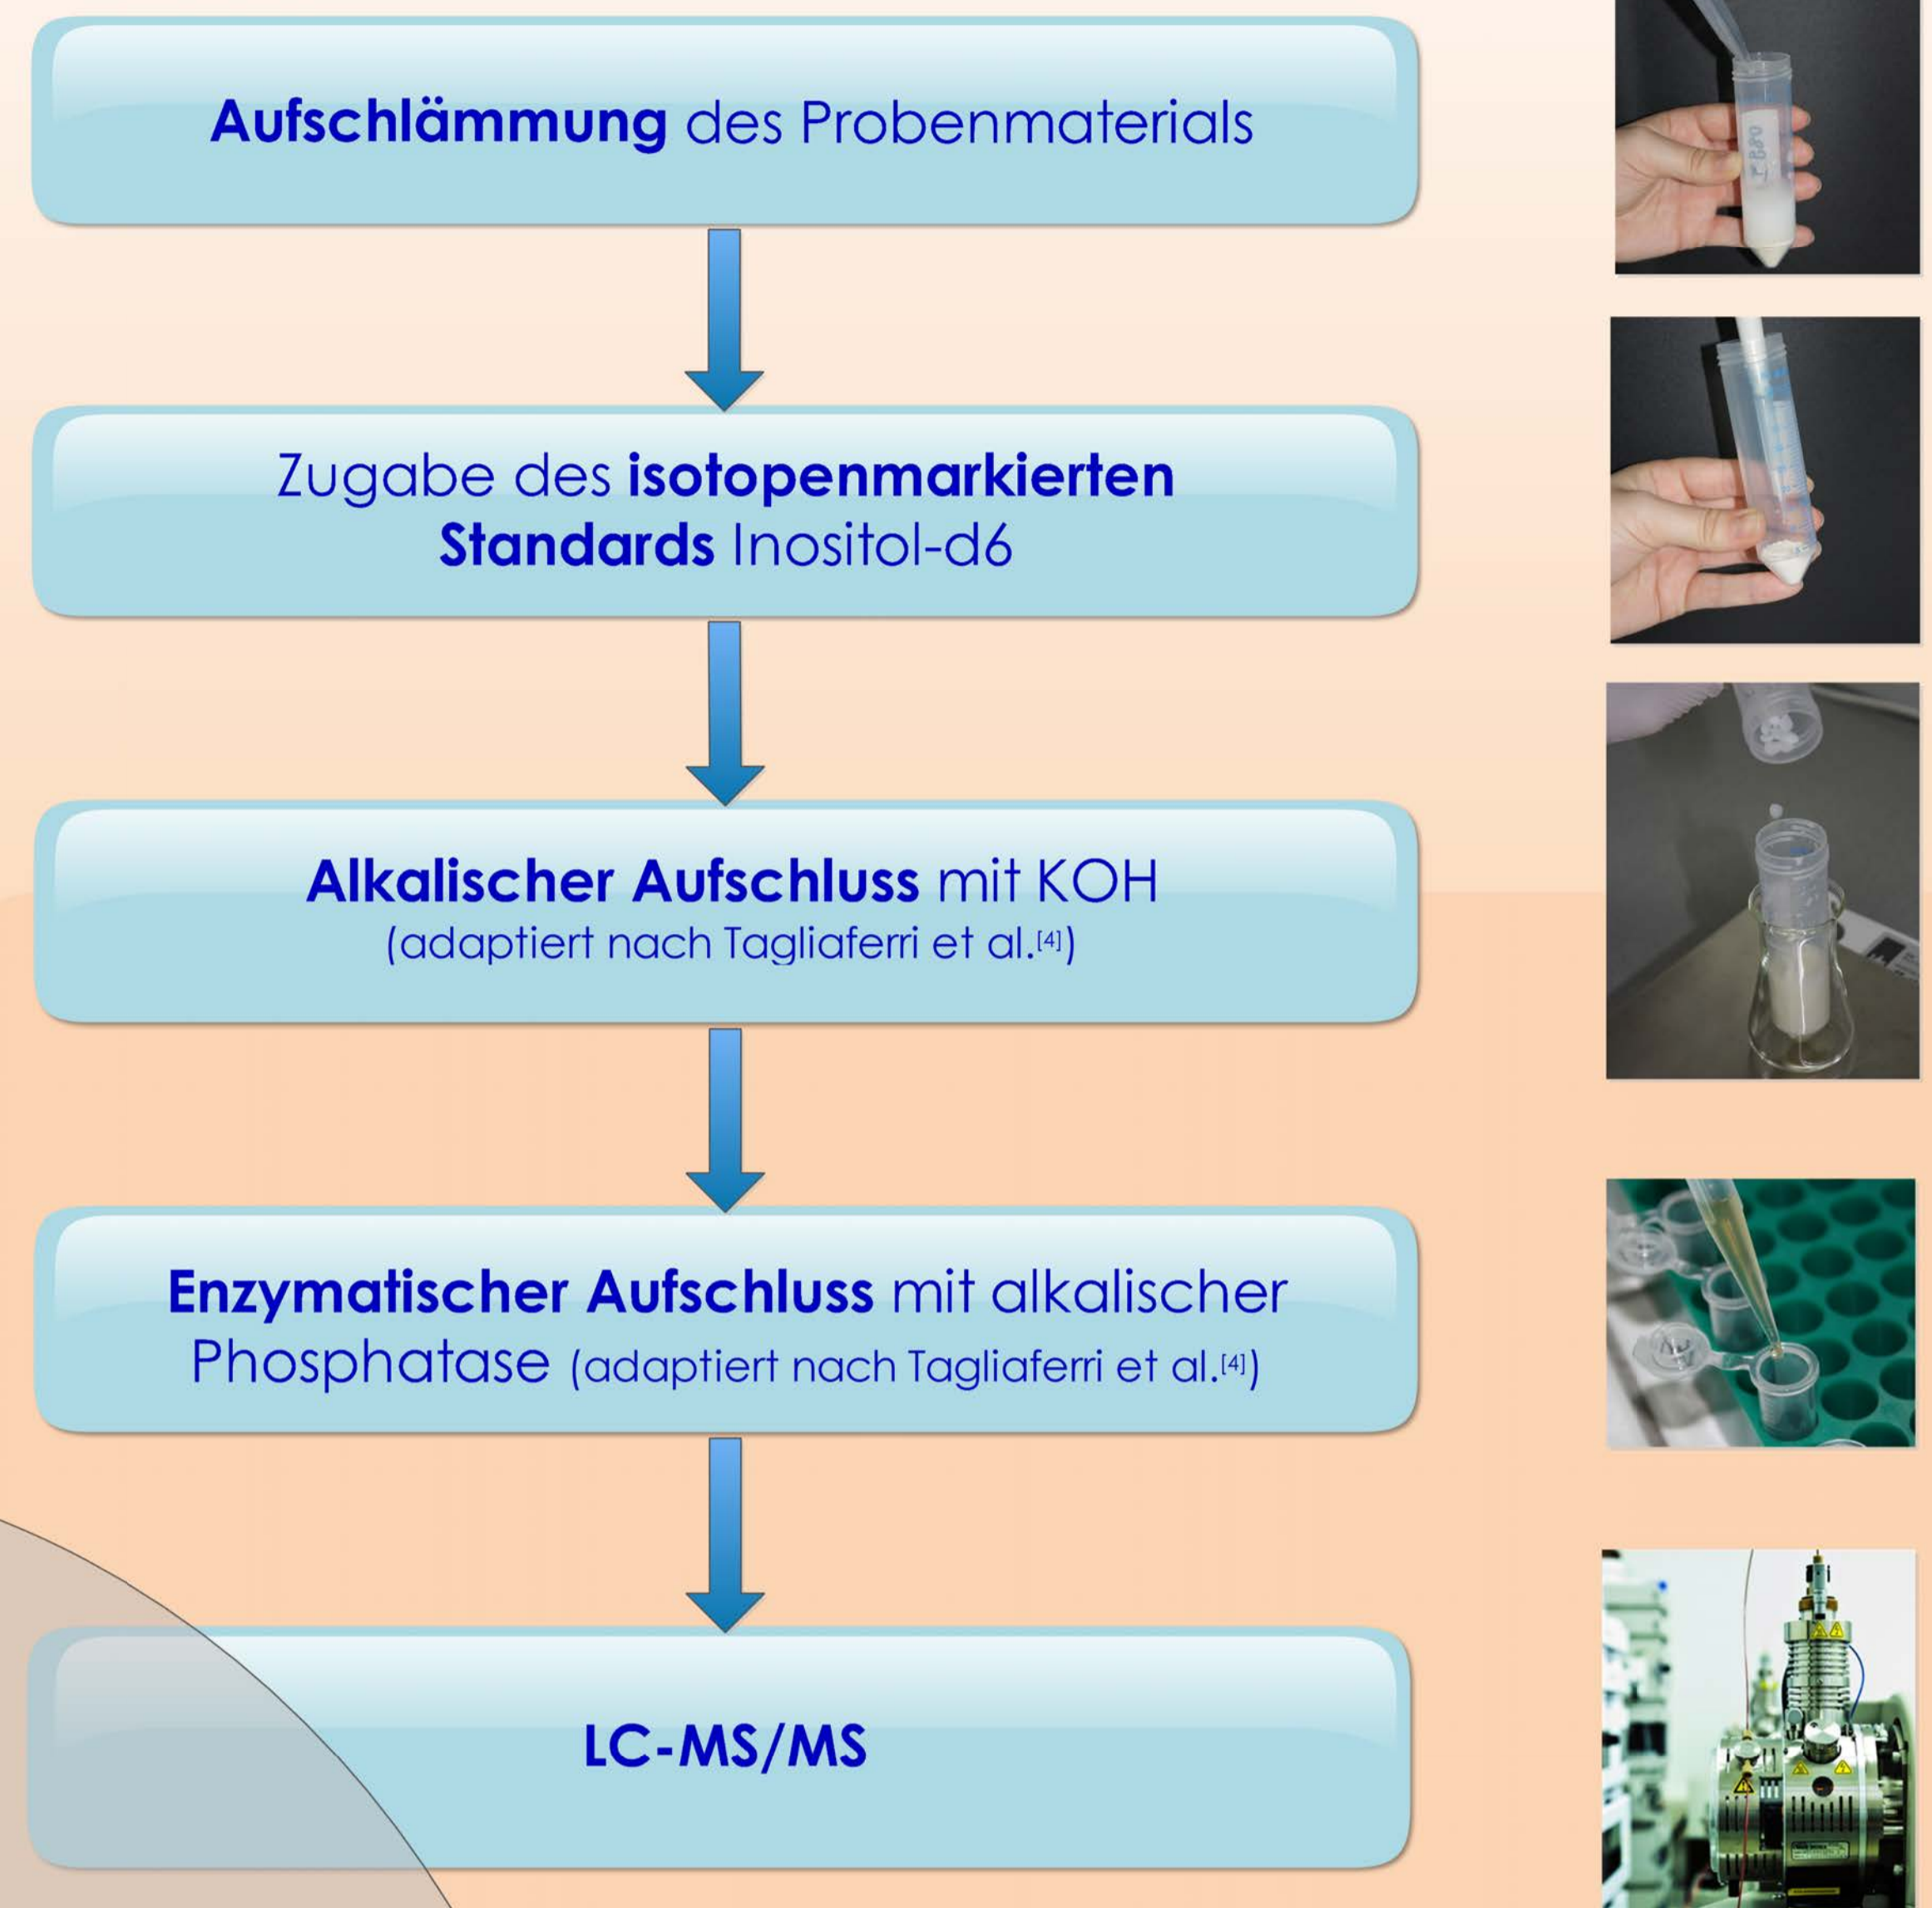 Aufschlämmung des Probenmaterials
Zugabe des isotopenmarkierten
Standards Inositol-d6
Alkalischer Aufschluss mit KOH
(adaptiert nach Tagliaferri et al.[4])
Enzymatischer Aufschluss mit alkalischer
Phosphatase (adaptiert nach Tagliaferri et al.[4])
LC-MS/MS